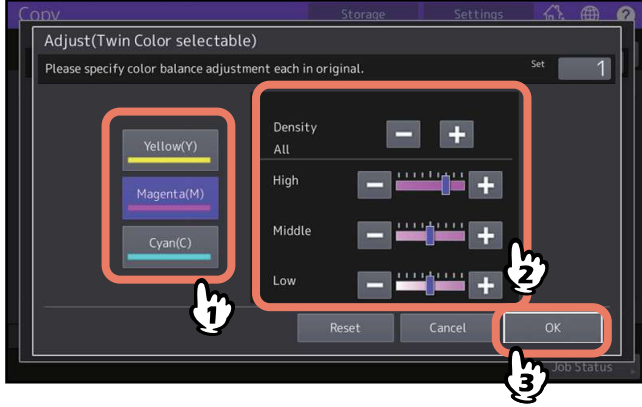 Copy
Storage
Settings
?
Adjust(Twin Color selectable)
Please specify color balance adjustment each in original.
Set
1
Yellow(Y)
Magenta(M)
Cyan(C)
Density
All
High
Middle
Low
1
2
Reset
Cancel
OK
3
Job Status